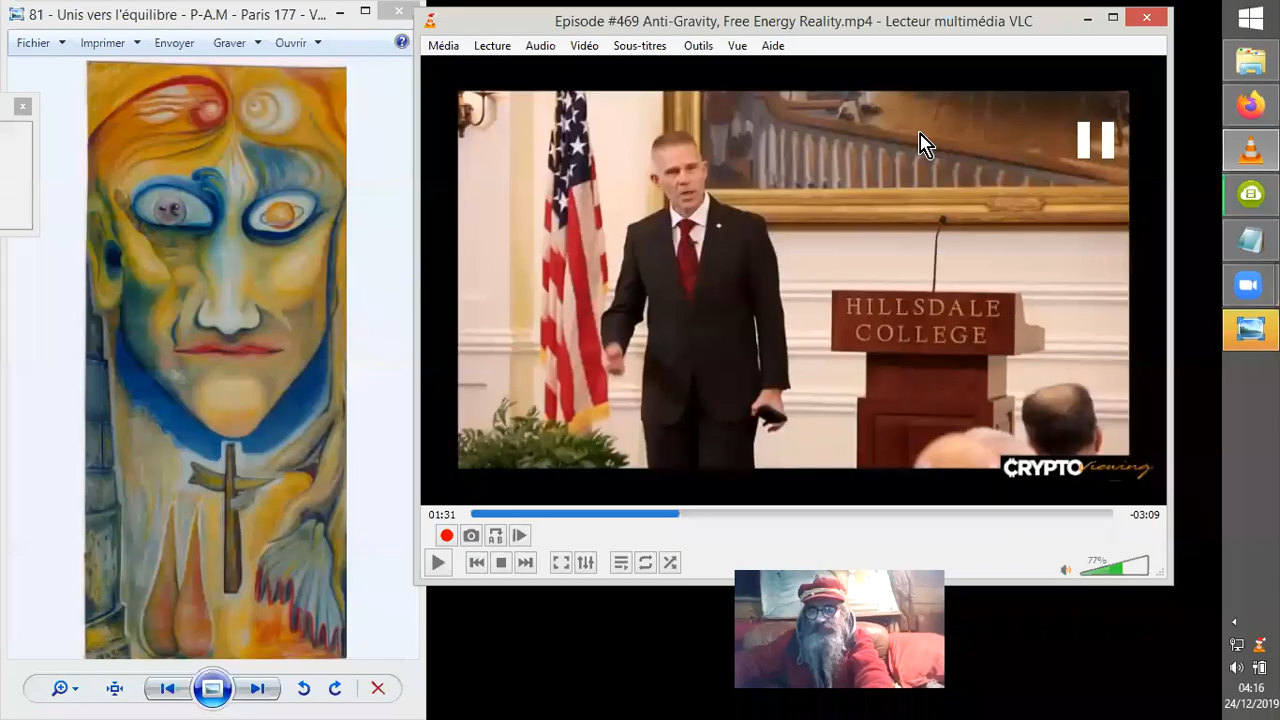 81 - Unis vers l'équilibre - P-A-M - Paris 177 - V...
Fichier Imprimer Envoyer Graver Ouvrir
Episode #469 Anti-Gravity, Free Energy Reality.mp4 - Lecteur multimédia VLC
Média Lecture Audio Vidéo Sous-titres Outils Vue Aide
HILLSDALE
COLLEGE
CRYPTO Viewing
01:31
-03:09
77%
04:16
24/12/2019